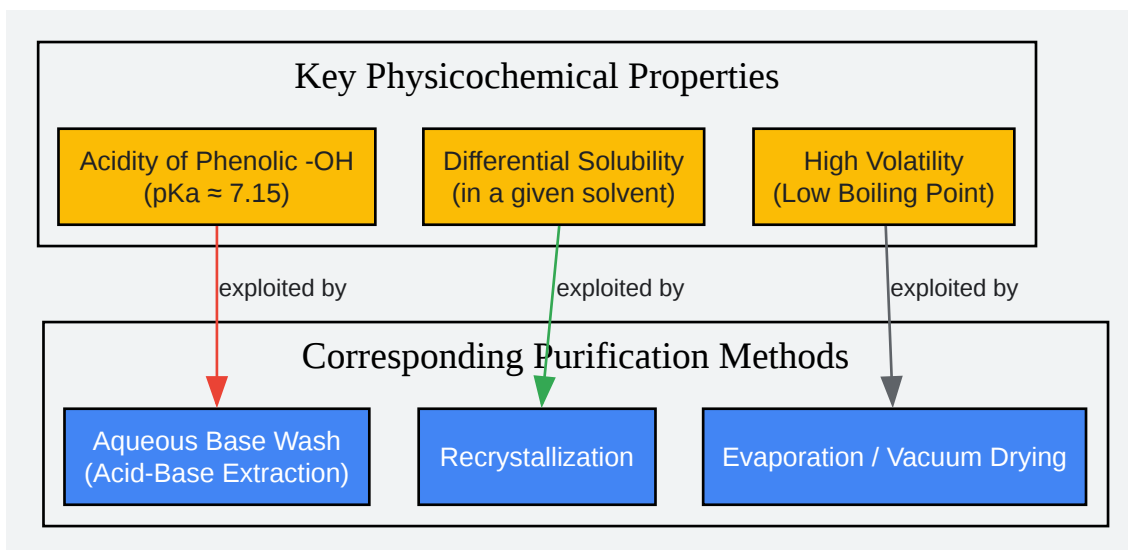 Key Physicochemical Properties
Acidity of Phenolic -OH
(pKa ≈ 7.15)
Differential Solubility
(in a given solvent)
High Volatility
(Low Boiling Point)
exploited by
exploited by
exploited by
Corresponding Purification Methods
Aqueous Base Wash
(Acid-Base Extraction)
Recrystallization
Evaporation / Vacuum Drying